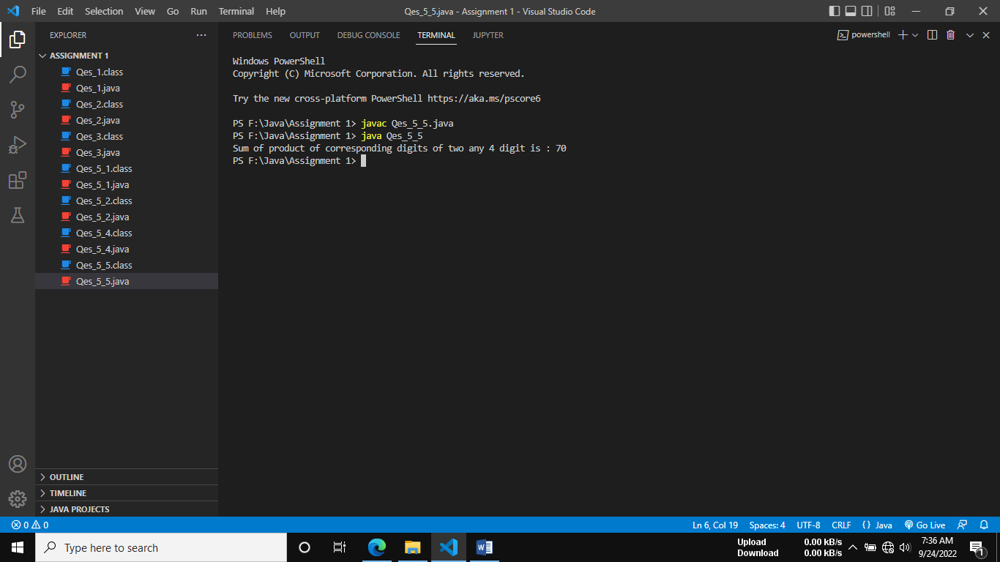 File Edit Selection View Go Run Terminal Help
Qes_5_5.java - Assignment 1 - Visual Studio Code
EXPLORER
ASSIGNMENT 1
Qes_1.class
Qes_1.java
Qes_2.class
Qes_2.java
Qes_3.class
Qes_3.java
Qes_5_1.class
Qes_5_1.java
Qes_5_2.class
Qes_5_2.java
Qes_5_4.class
Qes_5_4.java
Qes_5_5.class
Qes_5_5.java
OUTLINE
TIMELINE
JAVA PROJECTS
PROBLEMS OUTPUT DEBUG CONSOLE TERMINAL JUPYTER
powershell
Windows PowerShell
Copyright (C) Microsoft Corporation. All rights reserved.
Try the new cross-platform PowerShell https://aka.ms/pscore6
PS F:\Java\Assignment 1> javac Qes_5_5.java
PS F:\Java\Assignment 1> java Qes_5_5
Sum of product of corresponding digits of two any 4 digit is : 70
PS F:\Java\Assignment 1>
0 0
Ln 6, Col 19 Spaces: 4 UTF-8 CRLF {} Java Go Live
Type here to search
Upload 0.00 kB/s
Download 0.00 kB/s
7:36 AM
9/24/2022
1